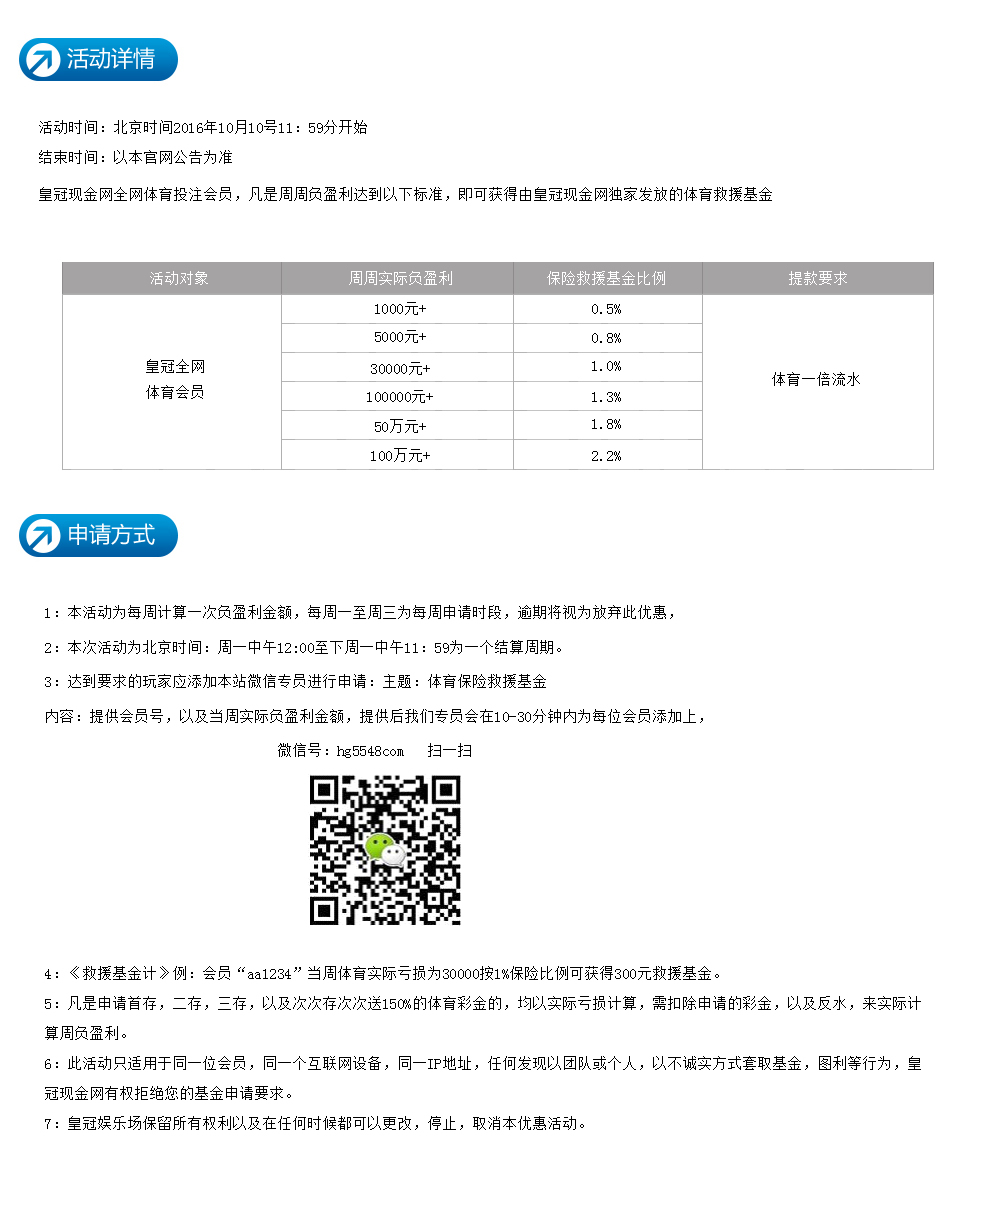 活动详情
活动时间：北京时间2016年10月10号11：59分开始
结束时间：以本官网公告为准
皇冠现金网全网体育投注会员，凡是周周负盈利达到以下标准，即可获得由皇冠现金网独家发放的体育救援基金
活动对象 周周实际负盈利 保险救援基金比例 提款要求
1000元+ 0.5%
5000元+ 0.8%
皇冠全网
体育会员
30000元+ 1.0%
体育一倍流水
100000元+ 1.3%
50万元+ 1.8%
100万元+ 2.2%
申请方式
1：本活动为每周计算一次负盈利金额，每周一至周三为每周申请时段，逾期将视为放弃此优惠，
2：本次活动为北京时间：周一中午12:00至下周一中午11：59为一个结算周期。
3：达到要求的玩家应添加本站微信专员进行申请：主题：体育保险救援基金
内容：提供会员号，以及当周实际负盈利金额，提供后我们专员会在10-30分钟内为每位会员添加上，
微信号：hg5548com 扫一扫
4：《救援基金计》例：会员“aa1234”当周体育实际亏损为30000按1%保险比例可获得300元救援基金。
5：凡是申请首存，二存，三存，以及次次存次次送150%的体育彩金的，均以实际亏损计算，需扣除申请的彩金，以及反水，来实际计
算周负盈利。
6：此活动只适用于同一位会员，同一个互联网设备，同一IP地址，任何发现以团队或个人，以不诚实方式套取基金，图利等行为，皇
冠现金网有权拒绝您的基金申请要求。
7：皇冠娱乐场保留所有权利以及在任何时候都可以更改，停止，取消本优惠活动。